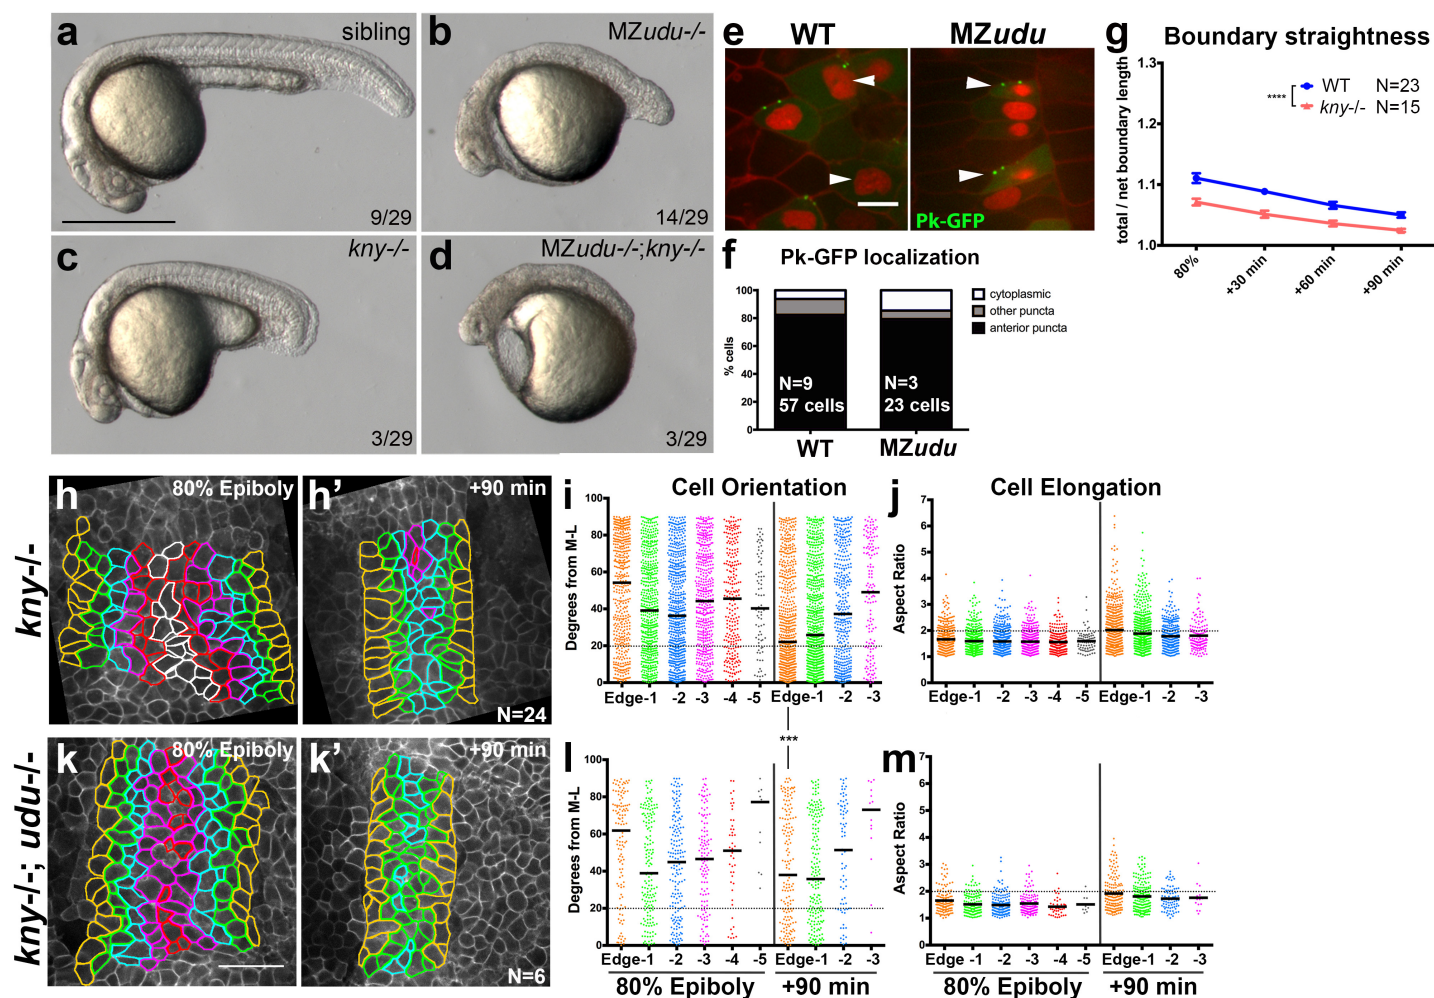 a
sibling
9/29
b
MZudu-/-
14/29
c
kny-/-
3/29
d
MZudu-/-;kny-/-
3/29
e
WT
MZudu
Pk-GFP
f
Pk-GFP localization
% cells
100
80
60
40
20
0
N=9
57 cells
N=3
23 cells
WT
MZudu
cytoplasmic
other puncta
anterior puncta
g
Boundary straightness
total / net boundary length
1.3
1.2
1.1
1.0
80%
+30 min
+60 min
+90 min
****
WT N=23
kny-/- N=15
kny-/-
h
80% Epiboly
h'
+90 min
N=24
i
Cell Orientation
Degrees from M-L
100
80
60
40
20
0
Edge -1 -2 -3 -4 -5 Edge -1 -2 -3
j
Cell Elongation
Aspect Ratio
7
6
5
4
3
2
1
0
Edge -1 -2 -3 -4 -5 Edge -1 -2 -3
***
kny-/-; udu-/-
k
80% Epiboly
k'
+90 min
N=6
l
Degrees from M-L
100
80
60
40
20
0
Edge -1 -2 -3 -4 -5 Edge -1 -2 -3
80% Epiboly +90 min
m
Aspect Ratio
7
6
5
4
3
2
1
0
Edge -1 -2 -3 -4 -5 Edge -1 -2 -3
80% Epiboly +90 min